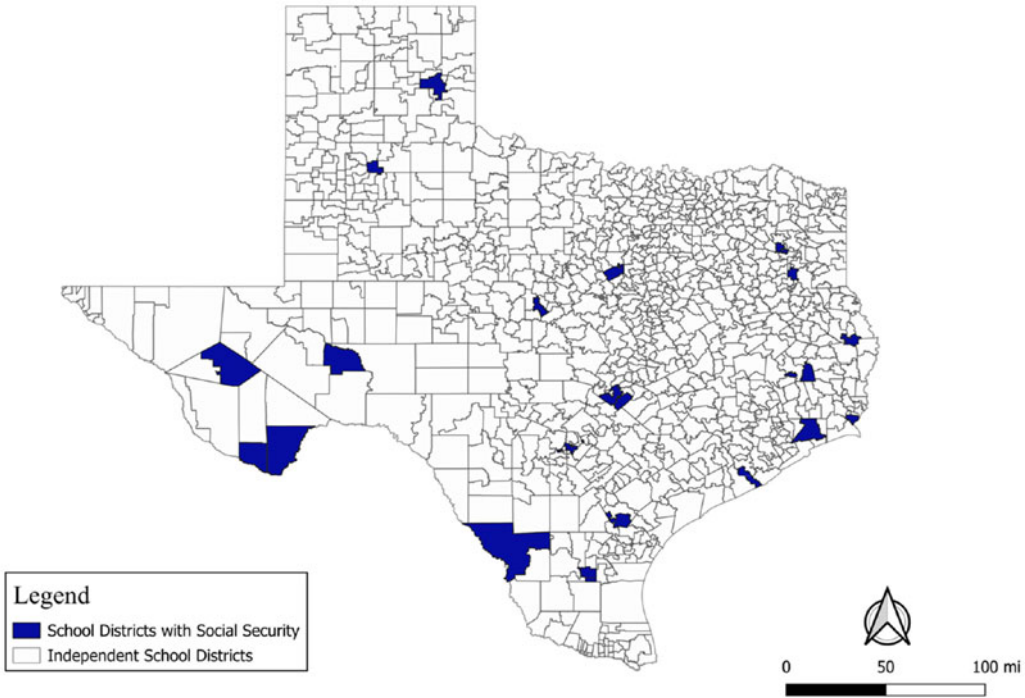 Legend
School Districts with Social Security
Independent School Districts
0 50 100 mi